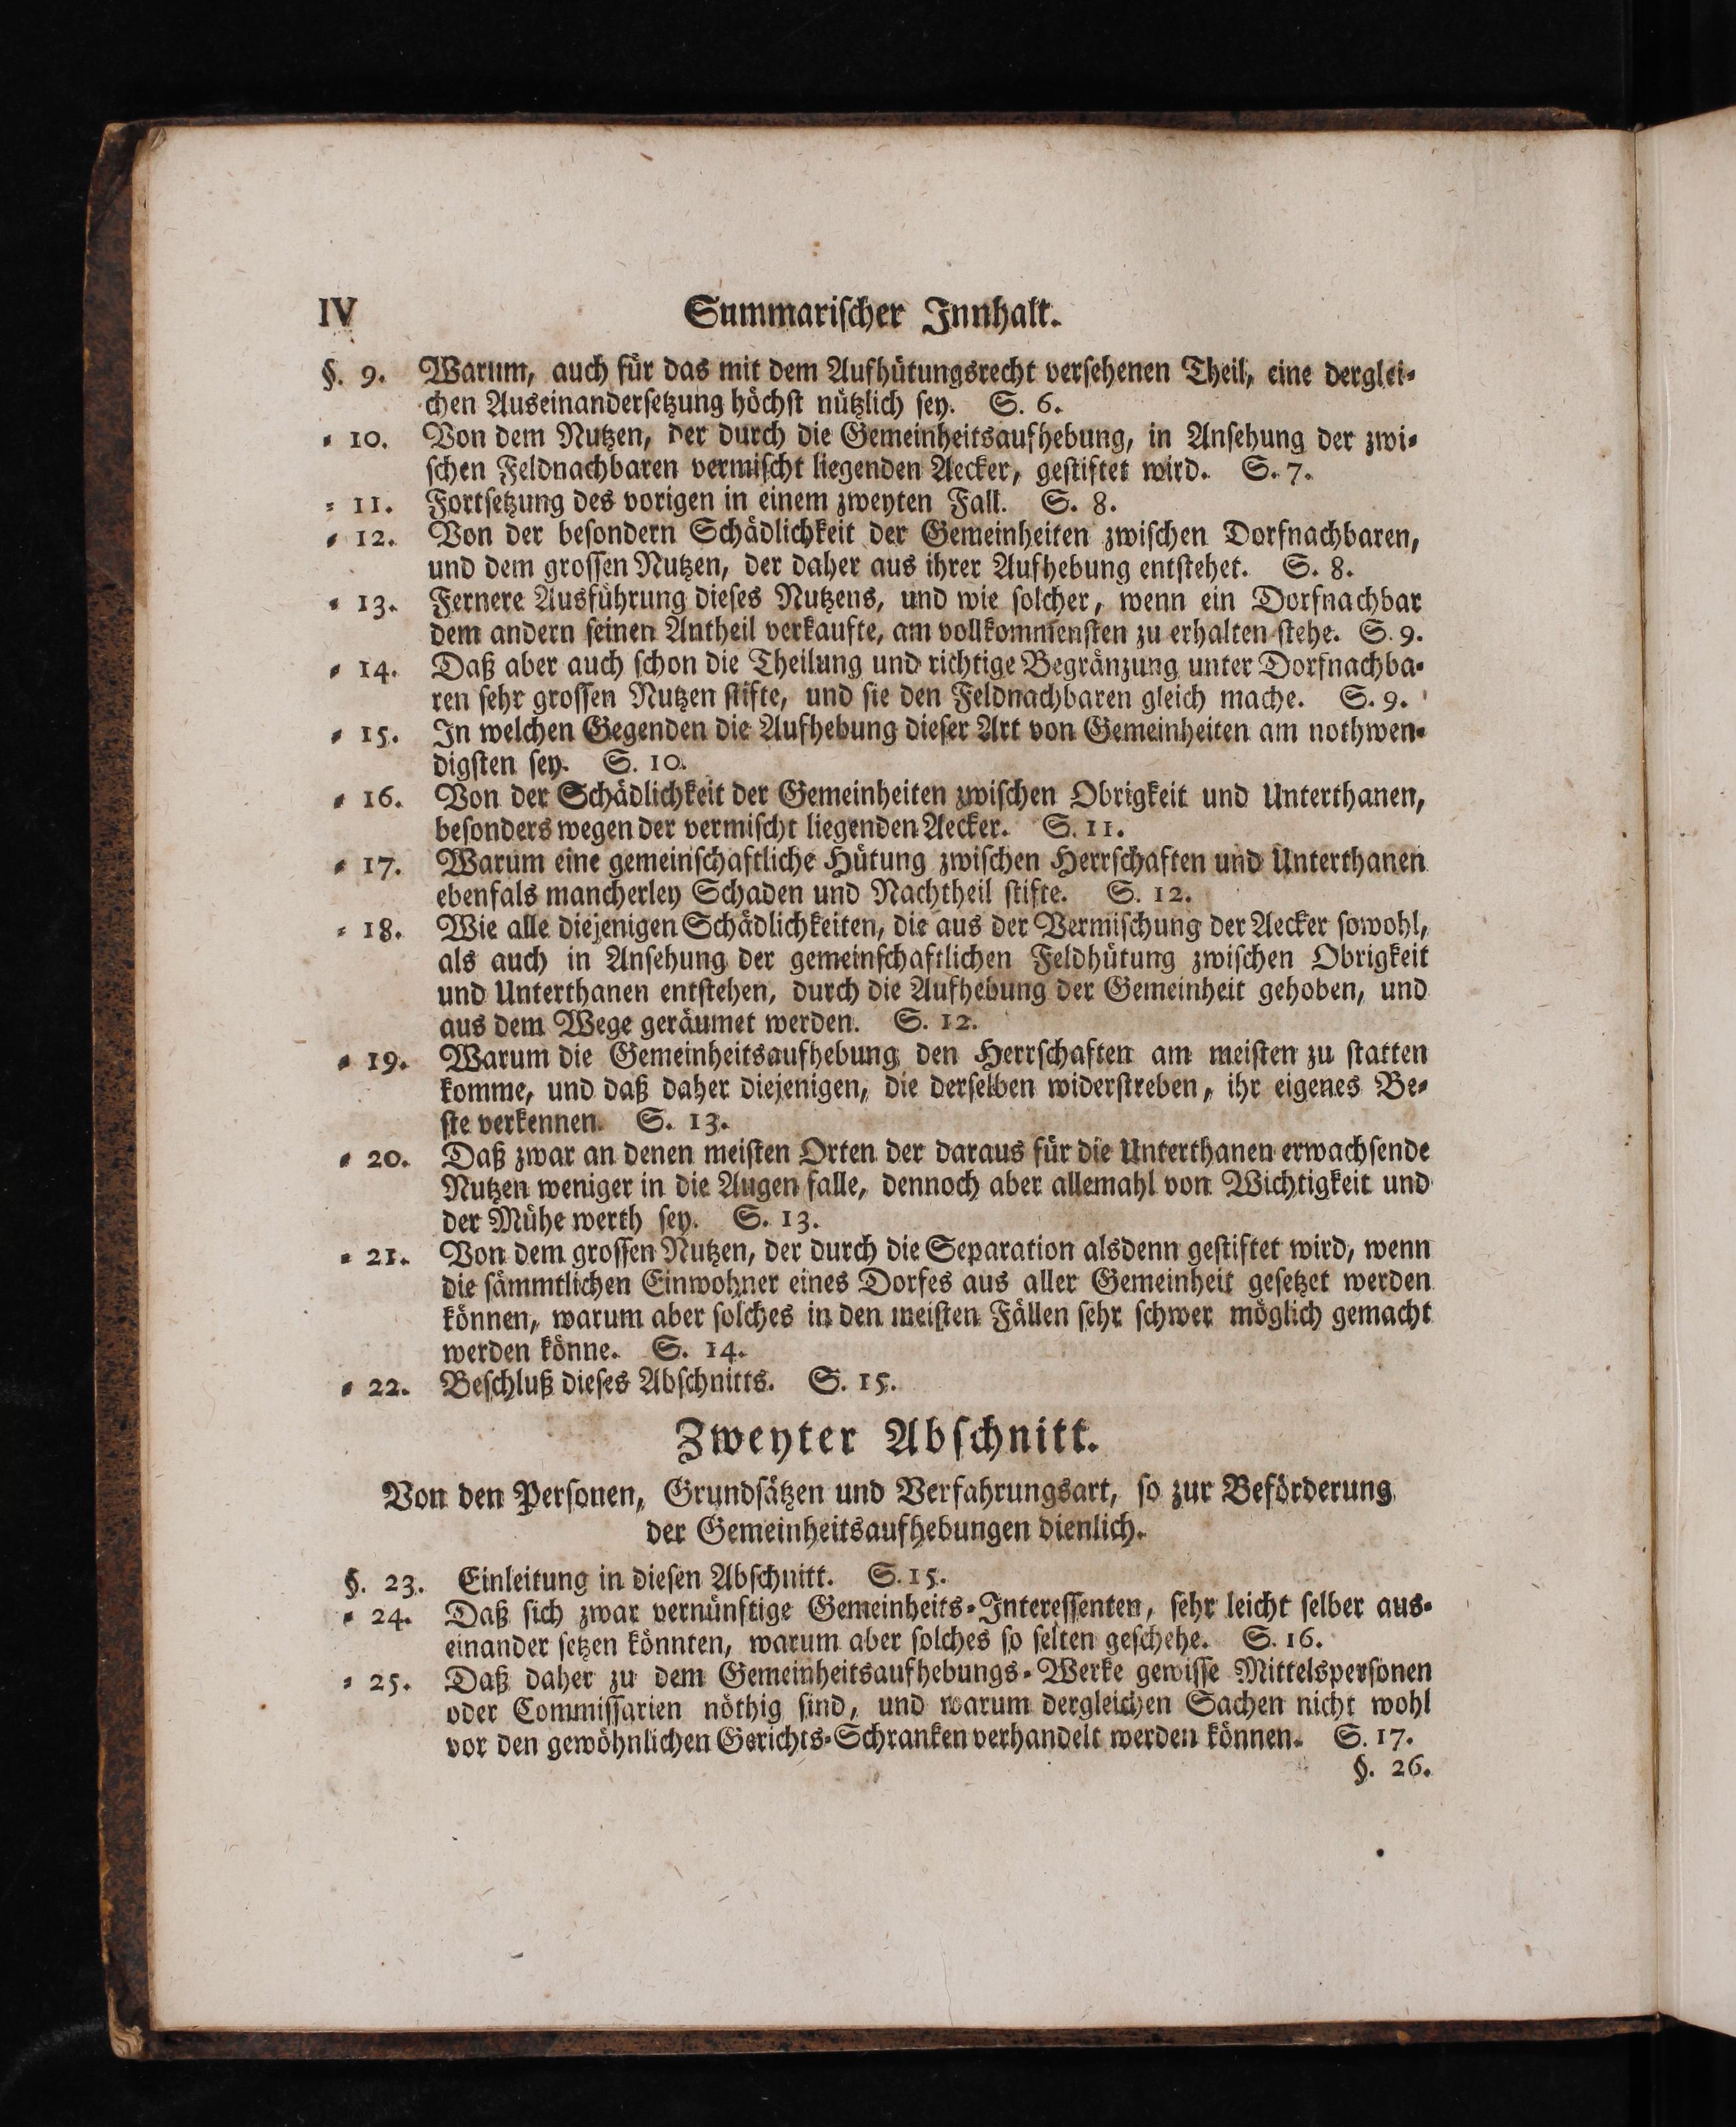 IV Summariſcher Innhalt.
§. 9. Warum, auch für das mit dem Aufhütungsrecht verſehenen Theil, eine derglei⸗
chen Auseinanderſetzung höchſt nützlich ſey. S. 6.
⸗ 10. Von dem Nutzen, der durch die Gemeinheitsaufhebung, in Anſehung der zwi⸗
ſchen Feldnachbaren vermiſcht liegenden Aecker, geſtiftet wird. S. 7.
⸗ 11. Fortſetzung des vorigen in einem zweyten Fall. S. 8.
⸗ 12. Von der beſondern Schädlichkeit der Gemeinheiten zwiſchen Dorfnachbaren,
und dem groſſen Nutzen, der daher aus ihrer Aufhebung entſtehet. S. 8.
⸗ 13. Fernere Ausführung dieſes Nutzens, und wie ſolcher, wenn ein Dorfnachbar
dem andern ſeinen Antheil verkaufte, am vollkommenſten zu erhalten ſtehe. S. 9.
⸗ 14. Daß aber auch ſchon die Theilung und richtige Begränzung unter Dorfnachba⸗
ren ſehr groſſen Nutzen ſtifte, und ſie den Feldnachbaren gleich mache. S. 9.
⸗ 15. In welchen Gegenden die Aufhebung dieſer Art von Gemeinheiten am nothwen⸗
digſten ſey. S. 10.
⸗ 16. Von der Schädlichkeit der Gemeinheiten zwiſchen Obrigkeit und Unterthanen,
beſonders wegen der vermiſcht liegenden Aecker. S. 11.
⸗ 17. Warum eine gemeinſchaftliche Hütung zwiſchen Herrſchaften und Unterthanen
ebenfals mancherley Schaden und Nachtheil ſtifte. S. 12.
⸗ 18. Wie alle diejenigen Schädlichkeiten, die aus der Vermiſchung der Aecker ſowohl,
als auch in Anſehung der gemeinſchaftlichen Feldhütung zwiſchen Obrigkeit
und Unterthanen entſtehen, durch die Aufhebung der Gemeinheit gehoben, und
aus dem Wege geräumet werden. S. 12.
⸗ 19. Warum die Gemeinheitsaufhebung den Herrſchaften am meiſten zu ſtatten
komme, und daß daher diejenigen, die derſelben widerſtreben, ihr eigenes Be⸗
ſte verkennen. S. 13.
⸗ 20. Daß zwar an denen meiſten Orten der daraus für die Unterthanen erwachſende
Nutzen weniger in die Augen falle, dennoch aber allemahl von Wichtigkeit und
der Mühe werth ſey. S. 13.
⸗ 21. Von dem groſſen Nutzen, der durch die Separation alsdenn geſtiftet wird, wenn
die ſämmtlichen Einwohner eines Dorfes aus aller Gemeinheit geſetzet werden
können, warum aber ſolches in den meiſten Fällen ſehr ſchwer möglich gemacht
werden könne. S. 14.
⸗ 22. Beſchluß dieſes Abſchnitts. S. 15.
Zweyter Abſchnitt.
Von den Perſonen, Grundſätzen und Verfahrungsart, ſo zur Beförderung
der Gemeinheitsaufhebungen dienlich.
§. 23. Einleitung in dieſen Abſchnitt. S. 15.
⸗ 24. Daß ſich zwar vernünftige Gemeinheits⸗Intereſſenten, ſehr leicht ſelber aus⸗
einander ſetzen könnten, warum aber ſolches ſo ſelten geſchehe. S. 16.
⸗ 25. Daß daher zu dem Gemeinheitsaufhebungs⸗Werke gewiſſe Mittelsperſonen
oder Commiſſarien nöthig ſind, und warum dergleichen Sachen nicht wohl
vor den gewöhnlichen Gerichts⸗Schranken verhandelt werden können. S. 17.
§. 26.